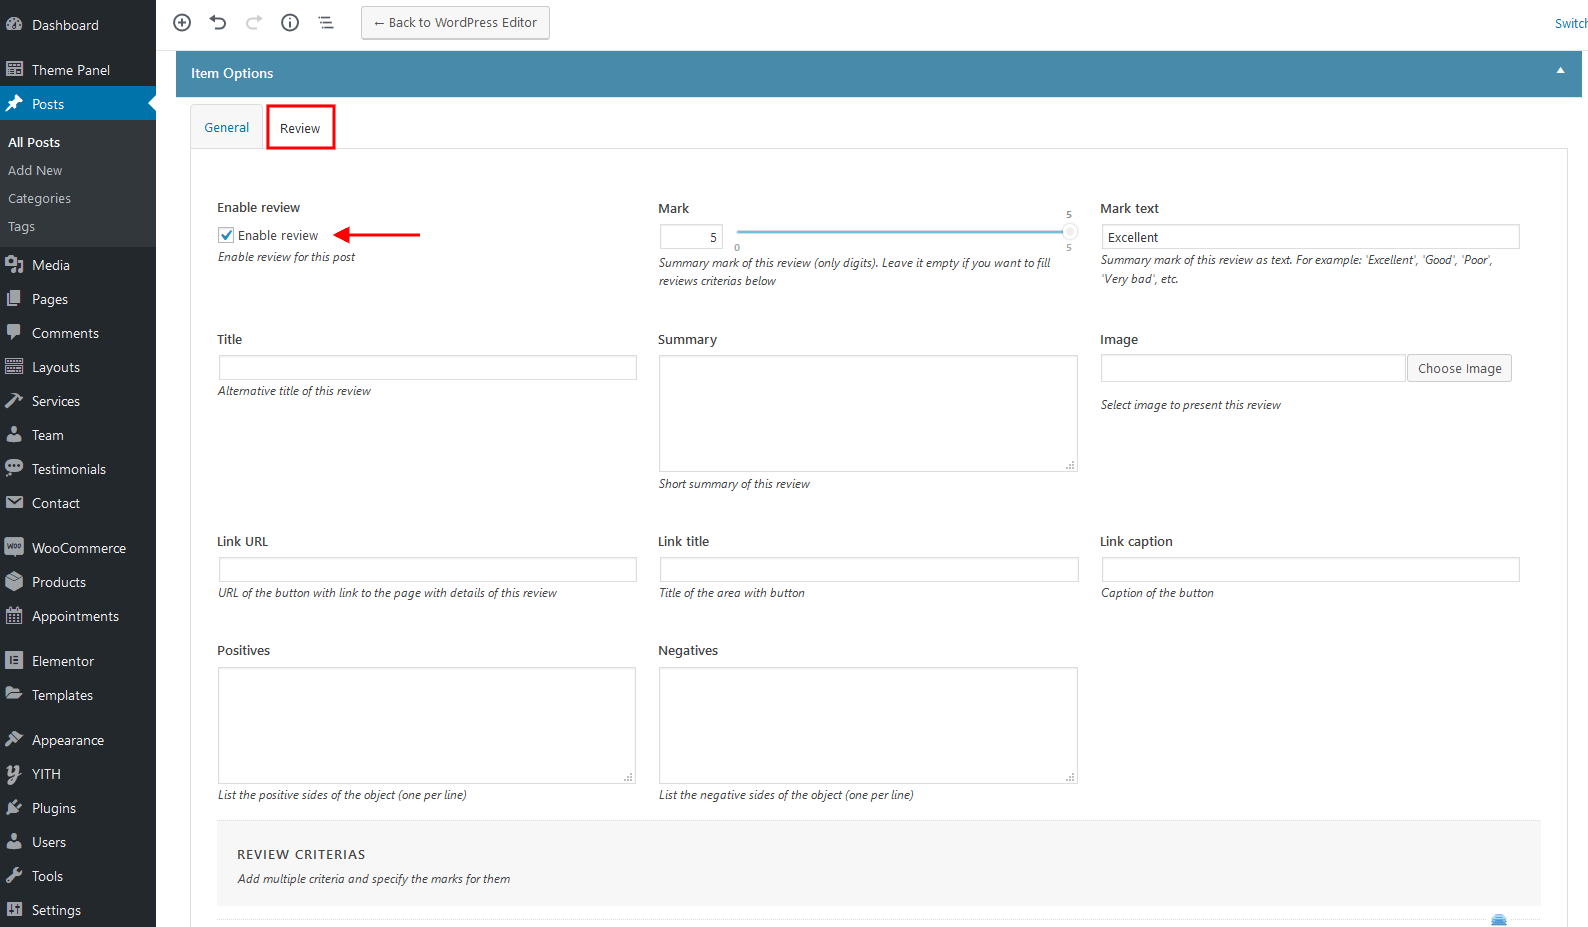 Dashboard
Theme Panel
Posts
All Posts
Add New
Categories
Tags
Media
Pages
Comments
Layouts
Services
Team
Testimonials
Contact
WooCommerce
Products
Appointments
Elementor
Templates
Appearance
YITH
Plugins
Users
Tools
Settings
← Back to WordPress Editor
Switch
Item Options
General
Review
Enable review
Enable review
Enable review for this post
Mark
5
5
0
5
Summary mark of this review (only digits). Leave it empty if you want to fill
reviews criterias below
Mark text
Excellent
Summary mark of this review as text. For example: 'Excellent', 'Good', 'Poor',
'Very bad', etc.
Title
Alternative title of this review
Summary
Short summary of this review
Image
Choose Image
Select image to present this review
Link URL
URL of the button with link to the page with details of this review
Link title
Title of the area with button
Link caption
Caption of the button
Positives
List the positive sides of the object (one per line)
Negatives
List the negative sides of the object (one per line)
REVIEW CRITERIAS
Add multiple criteria and specify the marks for them